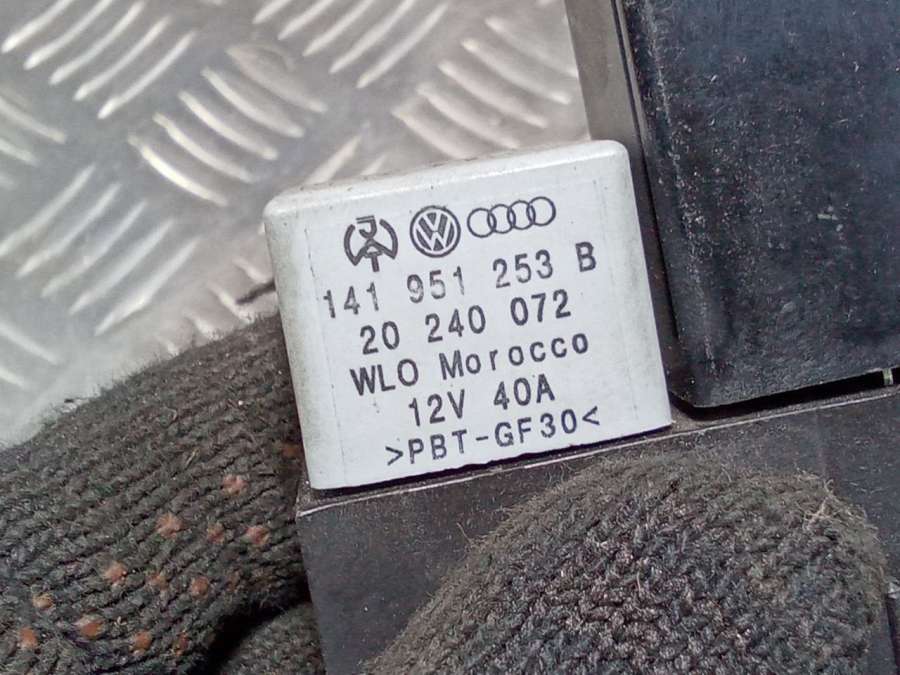 141 951 253 B
20 240 072
WLO Morocco
12V 40A
>PBT-GF30<